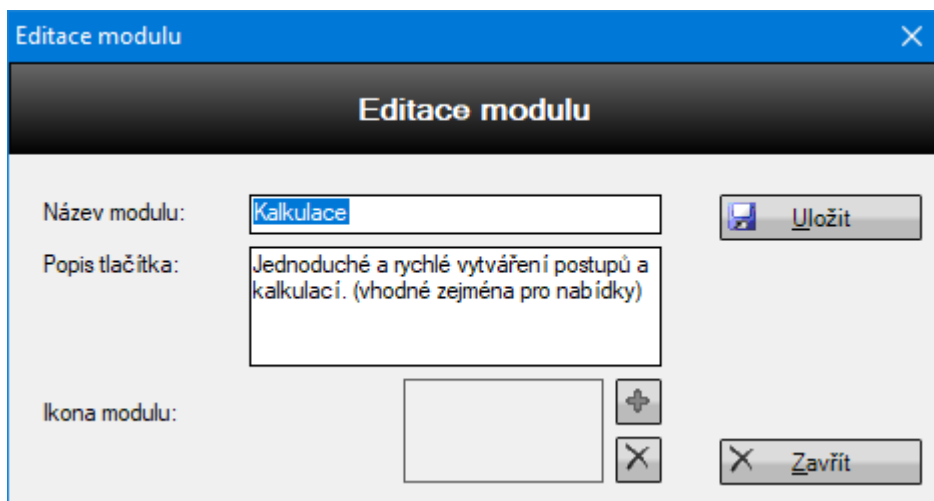 Editace modulu
Editace modulu
Název modulu:
Kalkulace
Uložit
Popis tlačítka:
Jednoduché a rychlé vytváření postupů a
kalkulací. (vhodné zejména pro nabídky)
Ikona modulu:
Zavřít